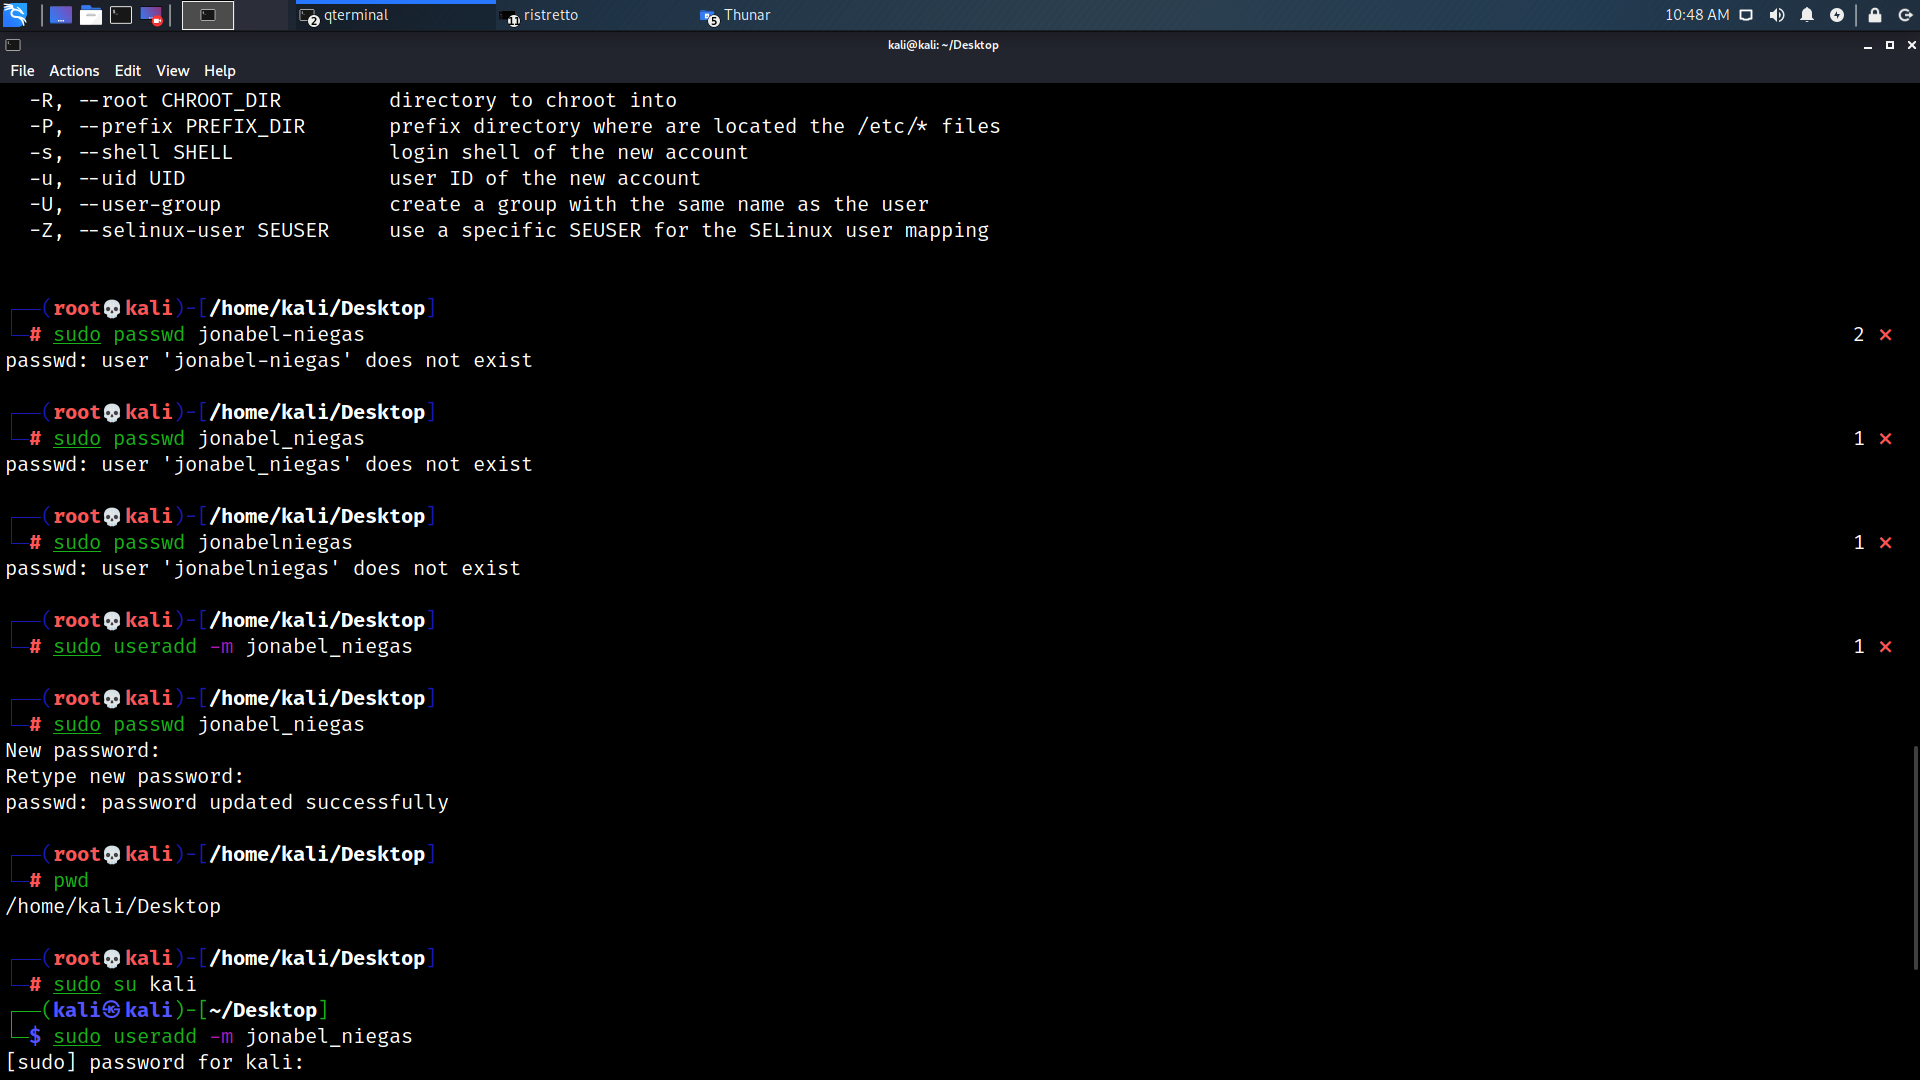 2 qterminal 11 ristretto 5 Thunar 10:48 AM
kali@kali: ~/Desktop
File Actions Edit View Help
-R, --root CHROOT_DIR directory to chroot into
-P, --prefix PREFIX_DIR prefix directory where are located the /etc/* files
-s, --shell SHELL login shell of the new account
-u, --uid UID user ID of the new account
-U, --user-group create a group with the same name as the user
-Z, --selinux-user SEUSER use a specific SEUSER for the SELinux user mapping
(root💀kali)-[/home/kali/Desktop]
# sudo passwd jonabel-niegas 2 ⨯
passwd: user 'jonabel-niegas' does not exist
(root💀kali)-[/home/kali/Desktop]
# sudo passwd jonabel_niegas 1 ⨯
passwd: user 'jonabel_niegas' does not exist
(root💀kali)-[/home/kali/Desktop]
# sudo passwd jonabelniegas 1 ⨯
passwd: user 'jonabelniegas' does not exist
(root💀kali)-[/home/kali/Desktop]
# sudo useradd -m jonabel_niegas 1 ⨯
(root💀kali)-[/home/kali/Desktop]
# sudo passwd jonabel_niegas
New password:
Retype new password:
passwd: password updated successfully
(root💀kali)-[/home/kali/Desktop]
# pwd
/home/kali/Desktop
(root💀kali)-[/home/kali/Desktop]
# sudo su kali
(kali㉿kali)-[~/Desktop]
$ sudo useradd -m jonabel_niegas
[sudo] password for kali: